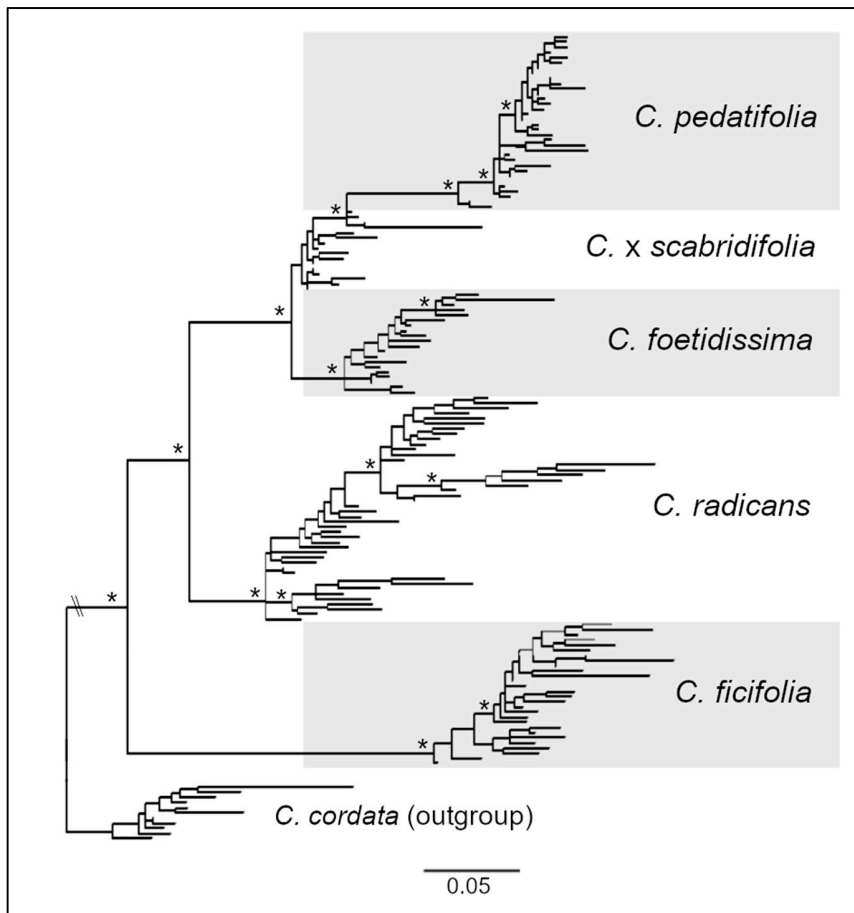 C. pedatifolia
C. x scabridifolia
C. foetidissima
C. radicans
C. ficifolia
C. cordata (outgroup)
0.05